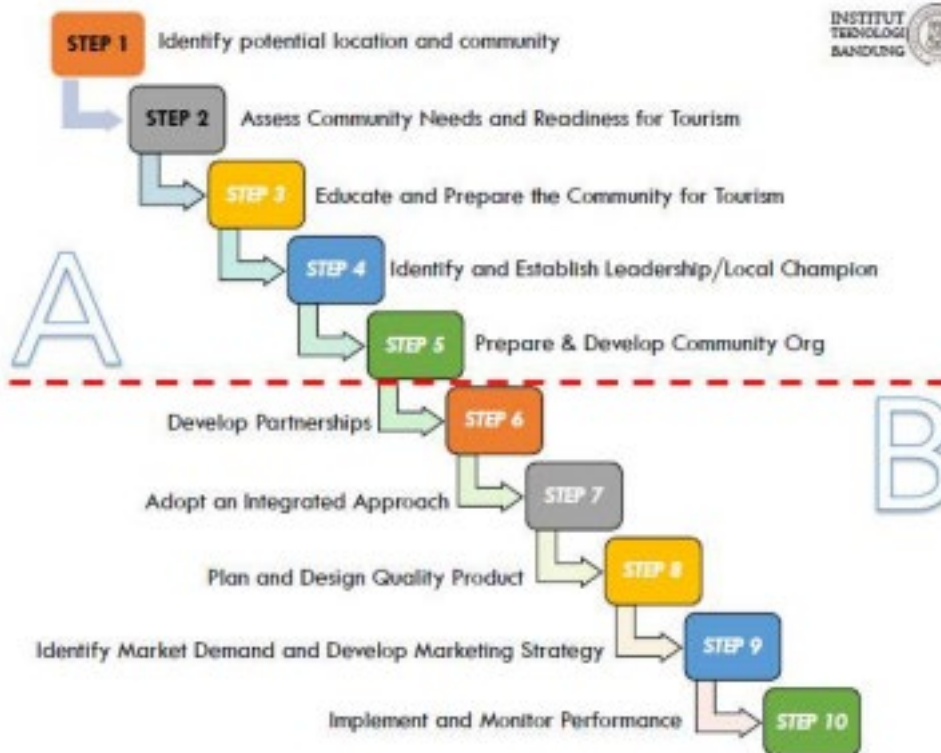 INSTITUT
TEKNOLOGI
BANDUNG
STEP 1 Identify potential location and community
STEP 2 Assess Community Needs and Readiness for Tourism
STEP 3 Educate and Prepare the Community for Tourism
STEP 4 Identify and Establish Leadership/Local Champion
A
STEP 5 Prepare & Develop Community Org
Develop Partnerships STEP 6
B
Adopt an Integrated Approach STEP 7
Plan and Design Quality Product STEP 8
Identify Market Demand and Develop Marketing Strategy STEP 9
Implement and Monitor Performance STEP 10